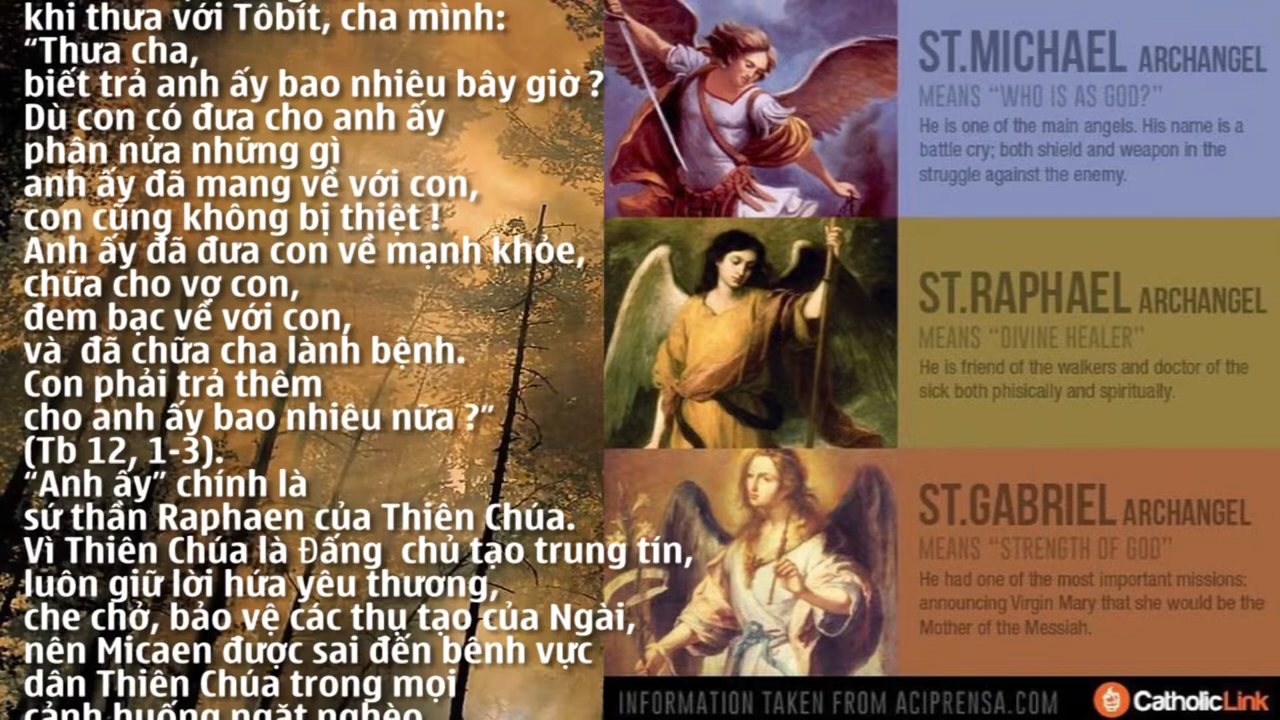 khi thưa với Tôbít, cha mình:
“Thưa cha,
biết trả anh ấy bao nhiêu bây giờ ?
Dù con có đưa cho anh ấy
phân nửa những gì
anh ấy đã mang về với con,
con cũng không bị thiệt !
Anh ấy đã đưa con về mạnh khỏe,
chữa cho vợ con,
đem bạc về với con,
và đã chữa cha lành bệnh.
Con phải trả thêm
cho anh ấy bao nhiêu nữa ?”
(Tb 12, 1-3).
“Anh ấy” chính là
sứ thần Raphaen của Thiên Chúa.
Vì Thiên Chúa là Đấng chủ tạo trung tín,
luôn giữ lời hứa yêu thương,
che chở, bảo vệ các thụ tạo của Ngài,
nên Micaen được sai đến bênh vực
dân Thiên Chúa trong mọi
cảnh huống ngặt nghèo
ST.MICHAEL ARCHANGEL
MEANS “WHO IS AS GOD?”
He is one of the main angels. His name is a
battle cry; both shield and weapon in the
struggle against the enemy.
ST.RAPHAEL ARCHANGEL
MEANS “DIVINE HEALER”
He is friend of the walkers and doctor of the
sick both phisically and spiritually.
ST.GABRIEL ARCHANGEL
MEANS “STRENGTH OF GOD”
He had one of the most important missions:
announcing Virgin Mary that she would be the
Mother of the Messiah.
INFORMATION TAKEN FROM ACIPRENSA.COM
CatholicLink